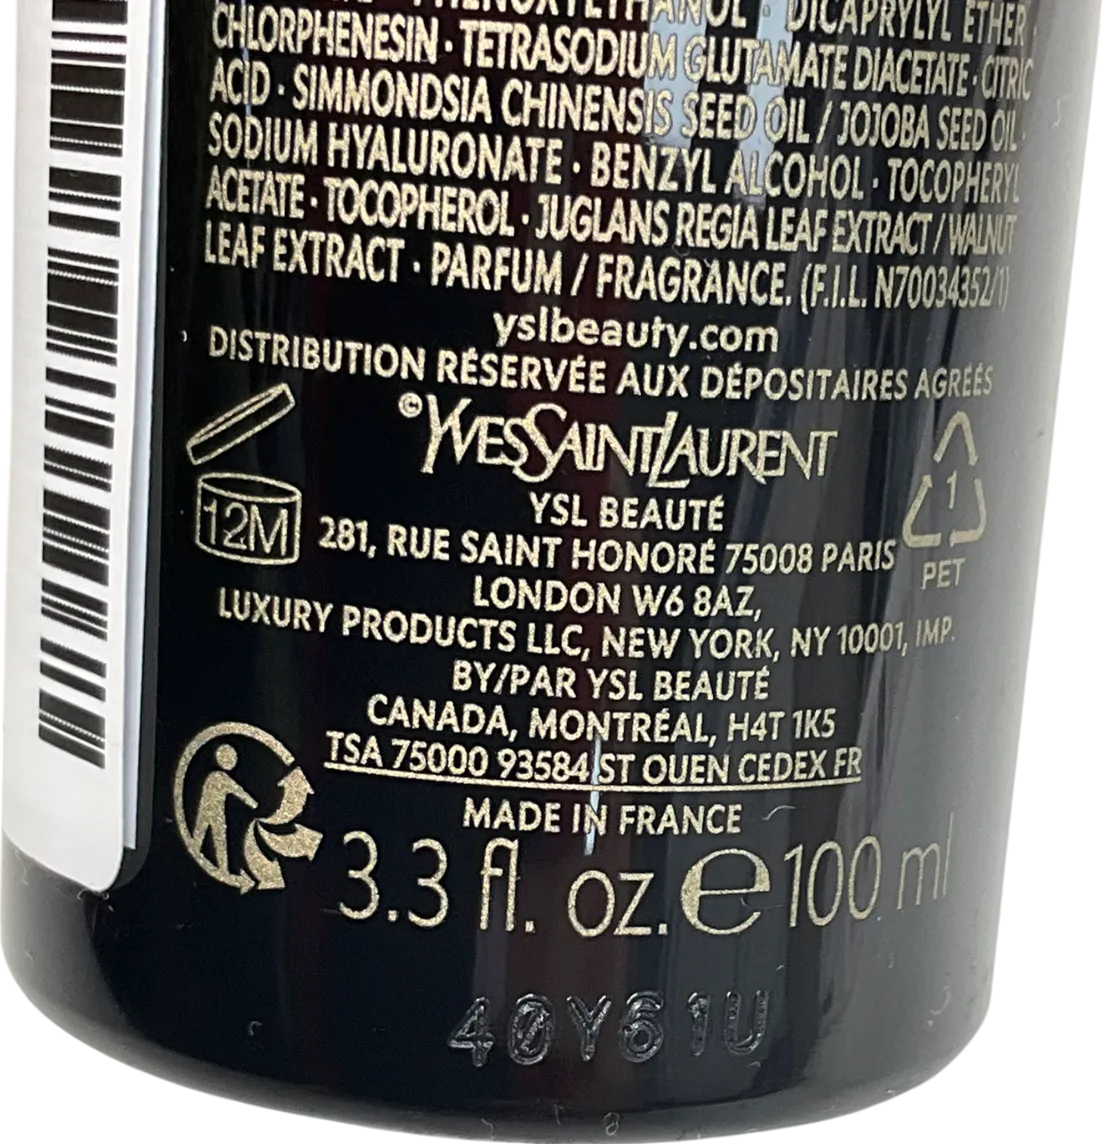 PHENOXYETHANOL · DICAPRYLYL ETHER ·
CHLORPHENESIN · TETRASODIUM GLUTAMATE DIACETATE · CITRIC
ACID · SIMMONDSIA CHINENSIS SEED OIL / JOJOBA SEED OIL ·
SODIUM HYALURONATE · BENZYL ALCOHOL · TOCOPHERYL
ACETATE · TOCOPHEROL · JUGLANS REGIA LEAF EXTRACT / WALNUT
LEAF EXTRACT · PARFUM / FRAGRANCE. (F.I.L. N70034352/1)
yslbeauty.com
DISTRIBUTION RÉSERVÉE AUX DÉPOSITAIRES AGRÉÉS
©YVESSAINTLAURENT
YSL BEAUTÉ
12M
281, RUE SAINT HONORÉ 75008 PARIS
1
PET
LONDON W6 8AZ,
LUXURY PRODUCTS LLC, NEW YORK, NY 10001, IMP.
BY/PAR YSL BEAUTÉ
CANADA, MONTRÉAL, H4T 1K5
TSA 75000 93584 ST OUEN CEDEX FR
MADE IN FRANCE
3.3 fl. oz. e 100 ml
40Y61U